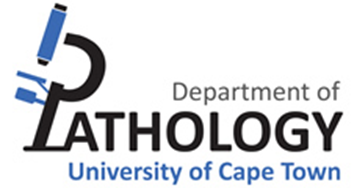 Department of
PATHOLOGY
University of Cape Town